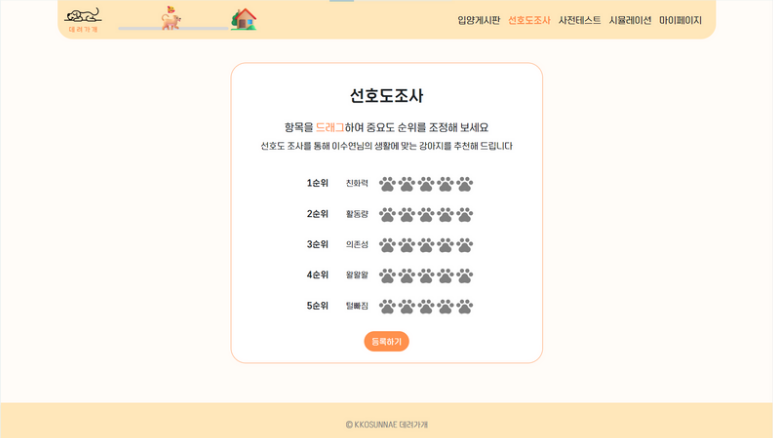 데려가개
입양게시판 선호도조사 사전테스트 시뮬레이션 마이페이지
선호도조사
항목을 드래그하여 중요도 순위를 조정해 보세요
선호도 조사를 통해 이수연님의 생활에 맞는 강아지를 추천해 드립니다
1순위 친화력
2순위 활동량
3순위 의존성
4순위 왈왈왈
5순위 털빠짐
등록하기
© KKOSUNNAE 데려가개